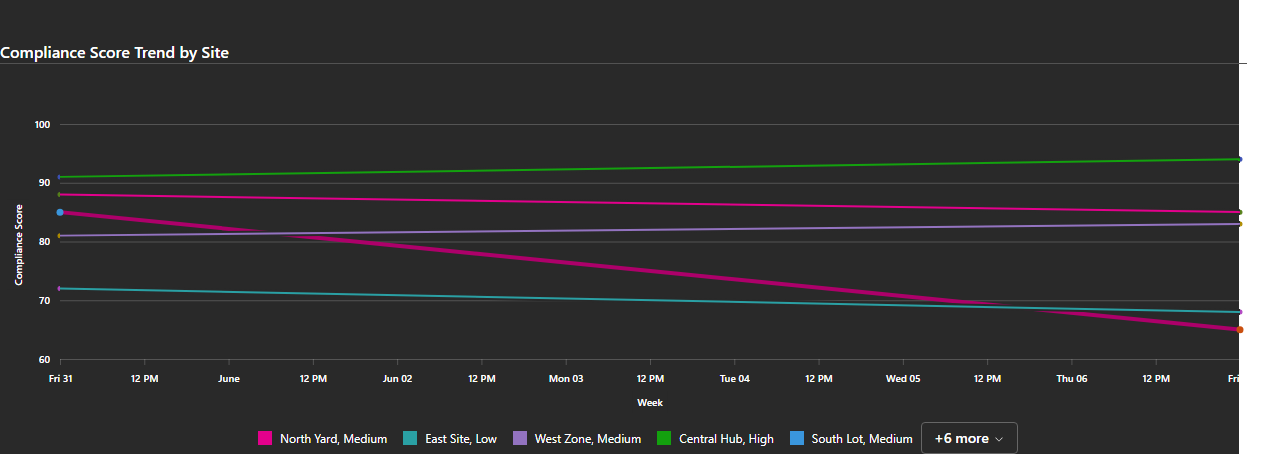 Compliance Score Trend by Site
100
90
80
70
60
Compliance Score
Fri 31 12 PM June 12 PM Jun 02 12 PM Mon 03 12 PM Tue 04 12 PM Wed 05 12 PM Thu 06 12 PM Fri
Week
North Yard, Medium East Site, Low West Zone, Medium Central Hub, High South Lot, Medium +6 more